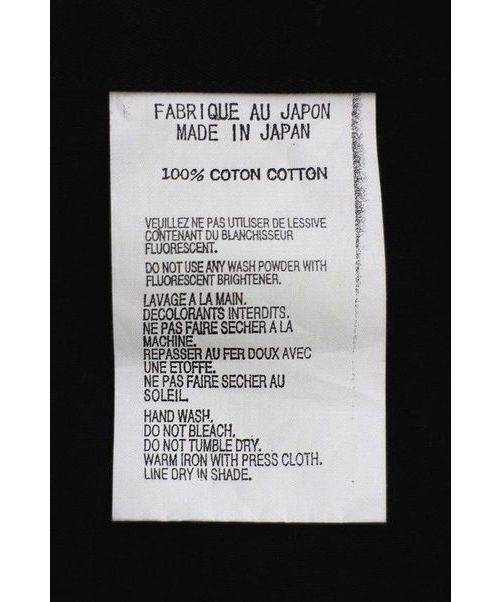 FABRIQUE AU JAPON
MADE IN JAPAN
100% COTON COTTON
VEUILLEZ NE PAS UTILISER DE LESSIVE
CONTENANT DU BLANCHISSEUR
FLUORESCENT.
DO NOT USE ANY WASH POWDER WITH
FLUORESCENT BRIGHTENER.
LAVAGE A LA MAIN.
DECOLORANTS INTERDITS.
NE PAS FAIRE SECHER A LA
MACHINE.
REPASSER AU FER DOUX AVEC
UNE ETOFFE.
NE PAS FAIRE SECHER AU
SOLEIL.
HAND WASH.
DO NOT BLEACH.
DO NOT TUMBLE DRY.
WARM IRON WITH PRESS CLOTH.
LINE DRY IN SHADE.